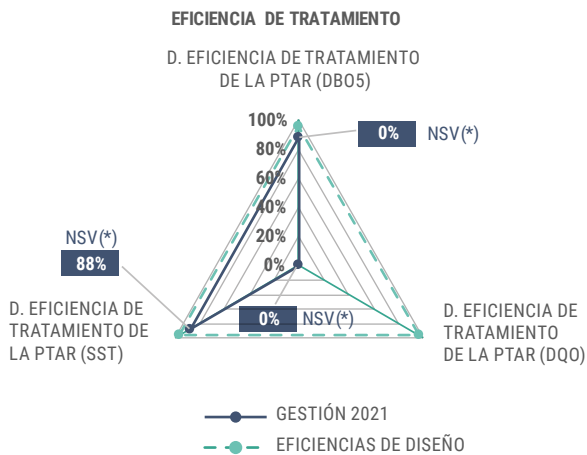 EFICIENCIA DE TRATAMIENTO
D. EFICIENCIA DE TRATAMIENTO
DE LA PTAR (DBO5)
100%
80%
60%
40%
20%
0%
0% NSV(*)
NSV(*)
88%
0% NSV(*)
D. EFICIENCIA DE
TRATAMIENTO DE
LA PTAR (SST)
D. EFICIENCIA DE
TRATAMIENTO
DE LA PTAR (DQO)
GESTIÓN 2021
EFICIENCIAS DE DISEÑO